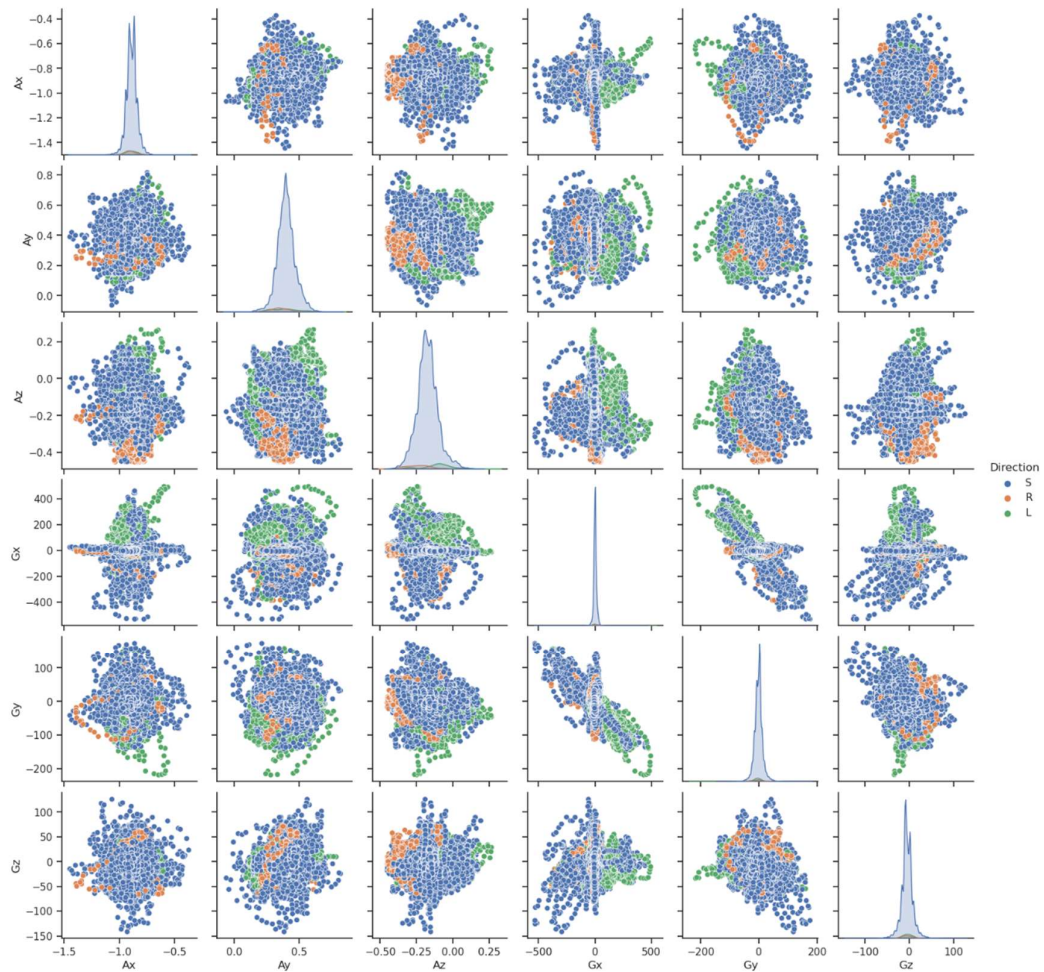 Ax
−0.4
−0.6
−0.8
−1.0
−1.2
−1.4
Ay
0.8
0.6
0.4
0.2
0.0
Az
0.2
0.0
−0.2
−0.4
Direction
S
R
L
Gx
400
200
0
−200
−400
Gy
100
0
−100
−200
Gz
100
50
0
−50
−100
−150
−1.5 −1.0 −0.5
Ax
0.0 0.5
Ay
−0.50 −0.25 0.00 0.25
Az
−500 0 500
Gx
−200 0 200
Gy
−100 0 100
Gz